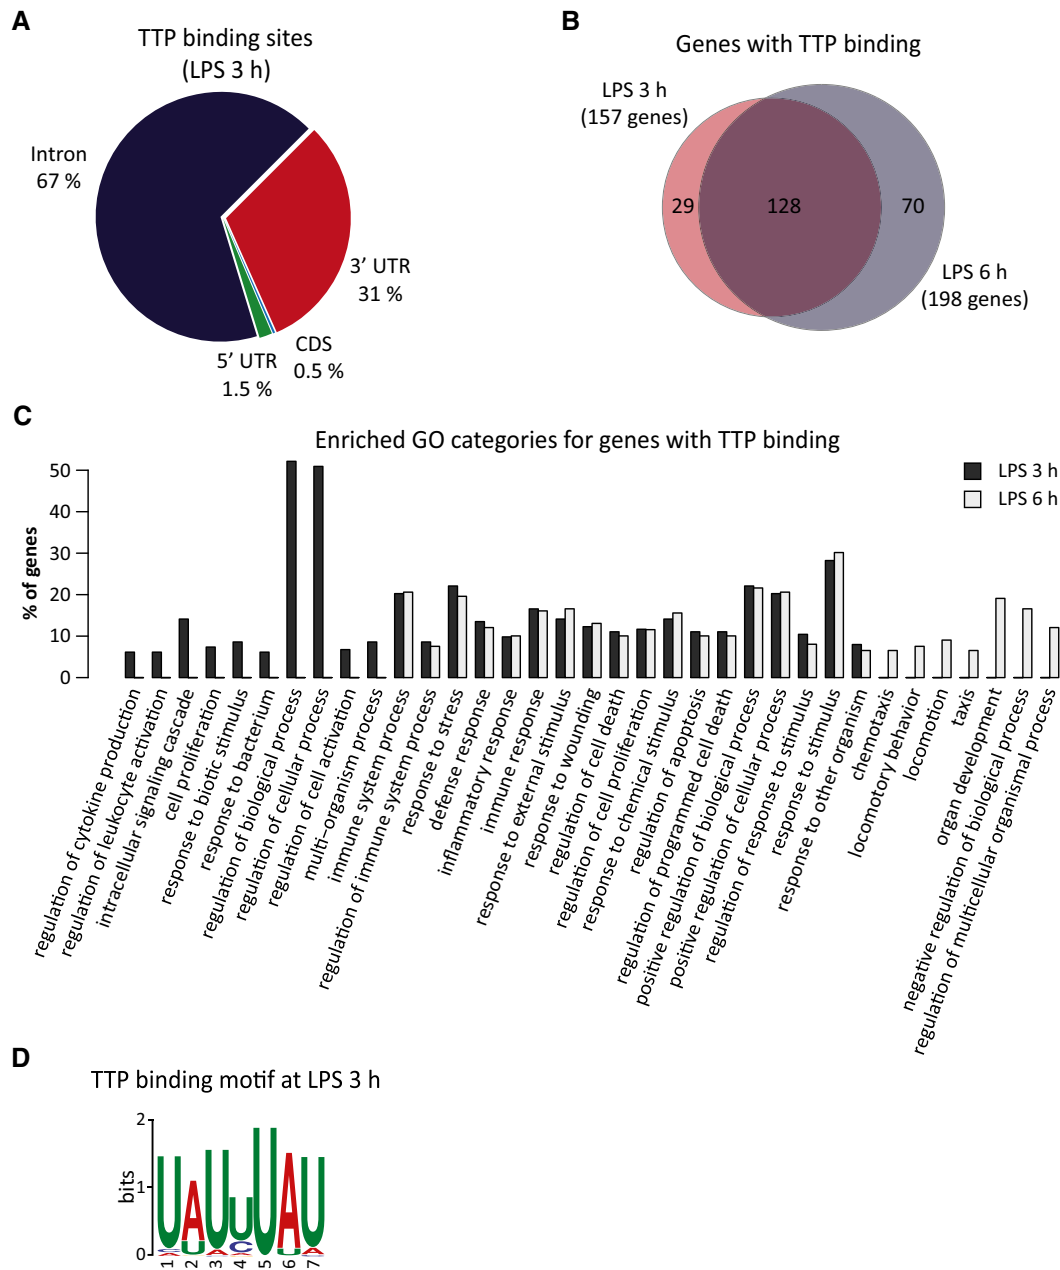 A
TTP binding sites
(LPS 3 h)
Intron
67 %
3’ UTR
31 %
CDS
0.5 %
5’ UTR
1.5 %
B
Genes with TTP binding
LPS 3 h
(157 genes)
29
128
70
LPS 6 h
(198 genes)
C
Enriched GO categories for genes with TTP binding
LPS 3 h
LPS 6 h
% of genes
50
40
30
20
10
0
regulation of cytokine production
regulation of leukocyte activation
intracellular signaling cascade
cell proliferation
response to biotic stimulus
response to bacterium
regulation of biological process
regulation of cellular process
regulation of cell activation
multi−organism process
immune system process
regulation of immune system process
response to stress
defense response
inflammatory response
immune response
response to external stimulus
response to wounding
regulation of cell death
regulation of cell proliferation
response to chemical stimulus
regulation of apoptosis
regulation of programmed cell death
positive regulation of biological process
positive regulation of cellular process
regulation of response to stimulus
response to stimulus
response to other organism
chemotaxis
locomotory behavior
locomotion
taxis
organ development
negative regulation of biological process
regulation of multicellular organismal process
D
TTP binding motif at LPS 3 h
bits
2
1
0
U A U U U A U
C U A C U A
A A
1 2 3 4 5 6 7